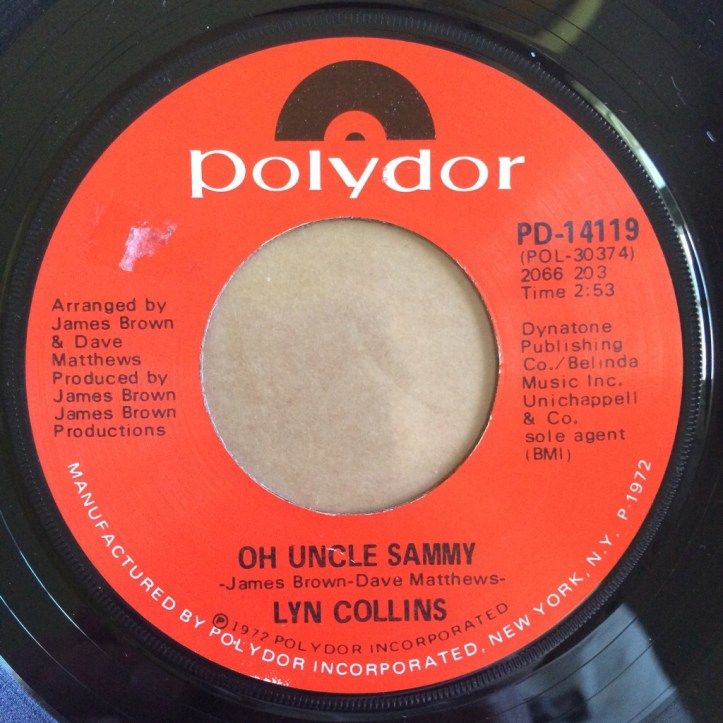 polydor
PD-14119
(POL-30374)
2066 203
Time 2:53
Arranged by
James Brown
& Dave
Matthews
Produced by
James Brown
James Brown
Productions
Dynatone
Publishing
Co./Belinda
Music Inc.
Unichappell
& Co.
sole agent
(BMI)
OH UNCLE SAMMY
-James Brown-Dave Matthews-
LYN COLLINS
℗ 1972 POLYDOR INCORPORATED
MANUFACTURED BY POLYDOR INCORPORATED, NEW YORK, N.Y. P-1972